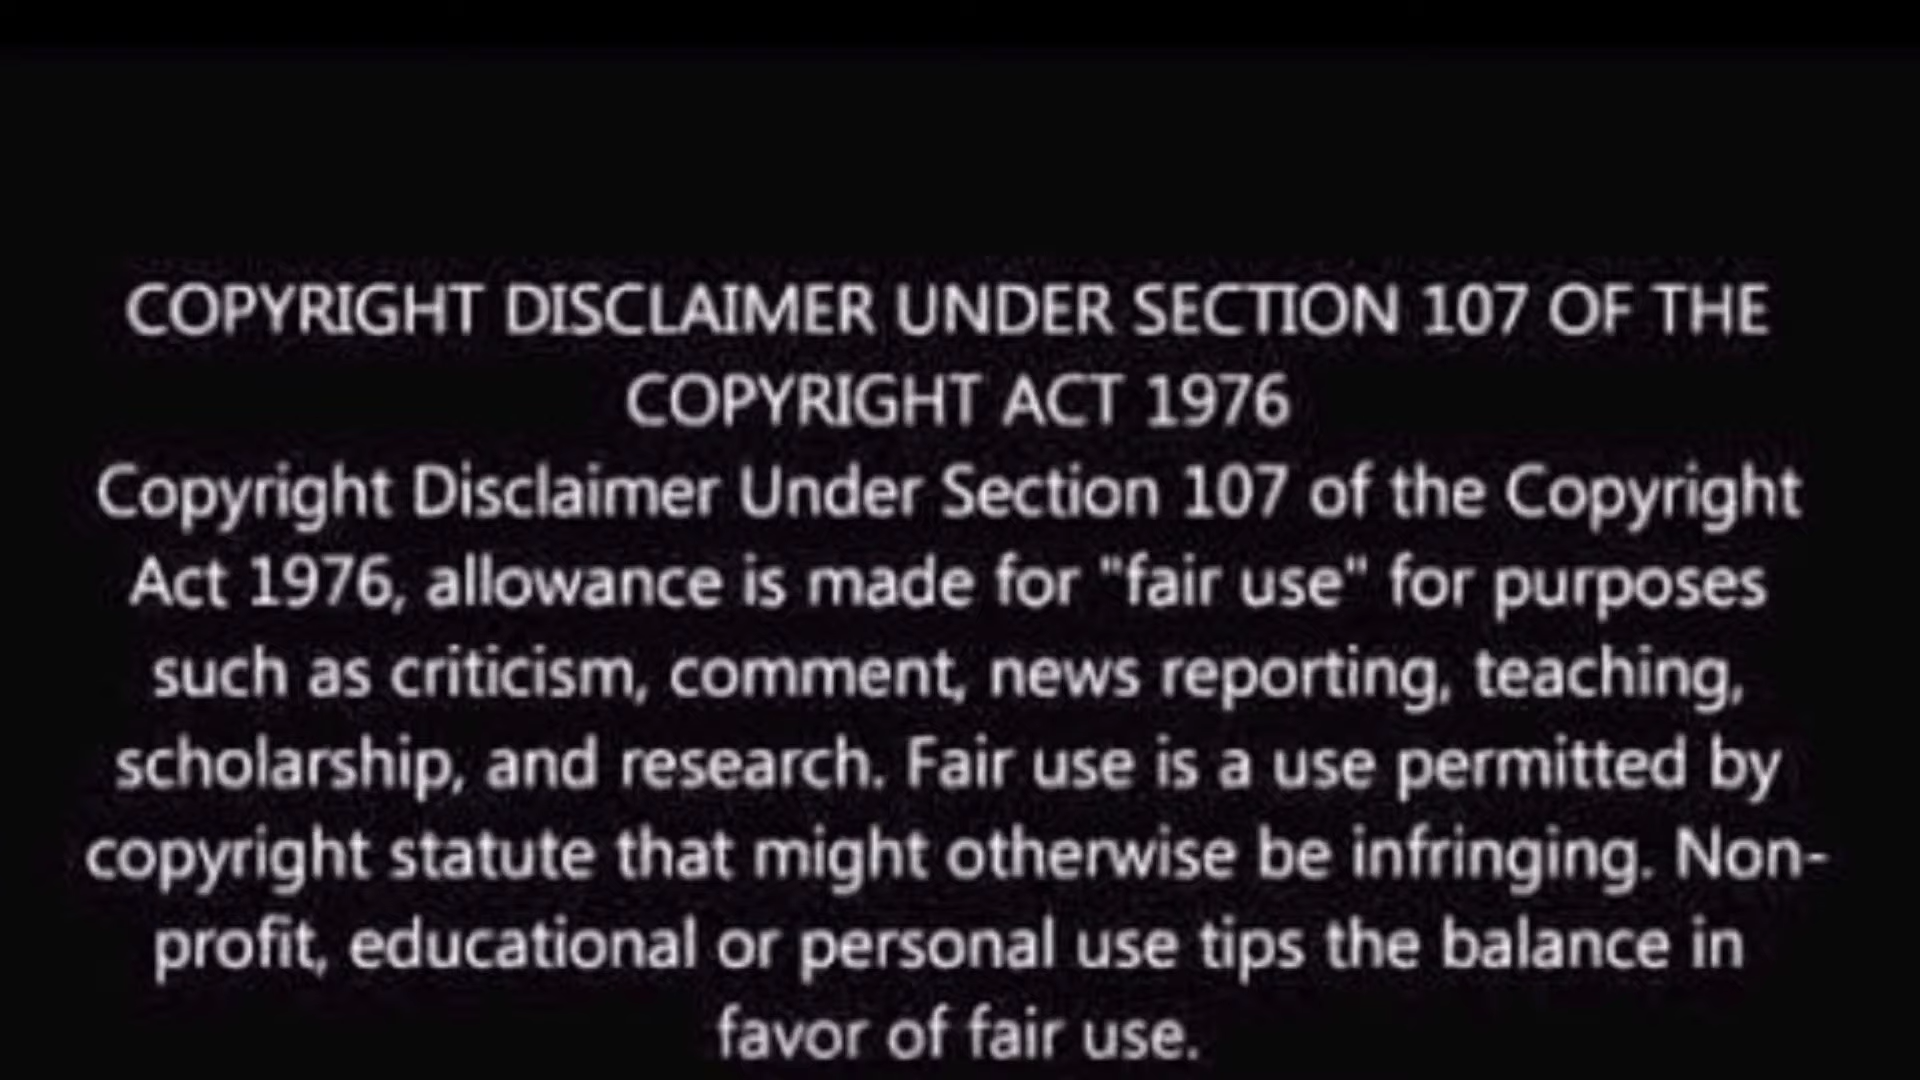 COPYRIGHT DISCLAIMER UNDER SECTION 107 OF THE
COPYRIGHT ACT 1976
Copyright Disclaimer Under Section 107 of the Copyright
Act 1976, allowance is made for "fair use" for purposes
such as criticism, comment, news reporting, teaching,
scholarship, and research. Fair use is a use permitted by
copyright statute that might otherwise be infringing. Non-
profit, educational or personal use tips the balance in
favor of fair use.